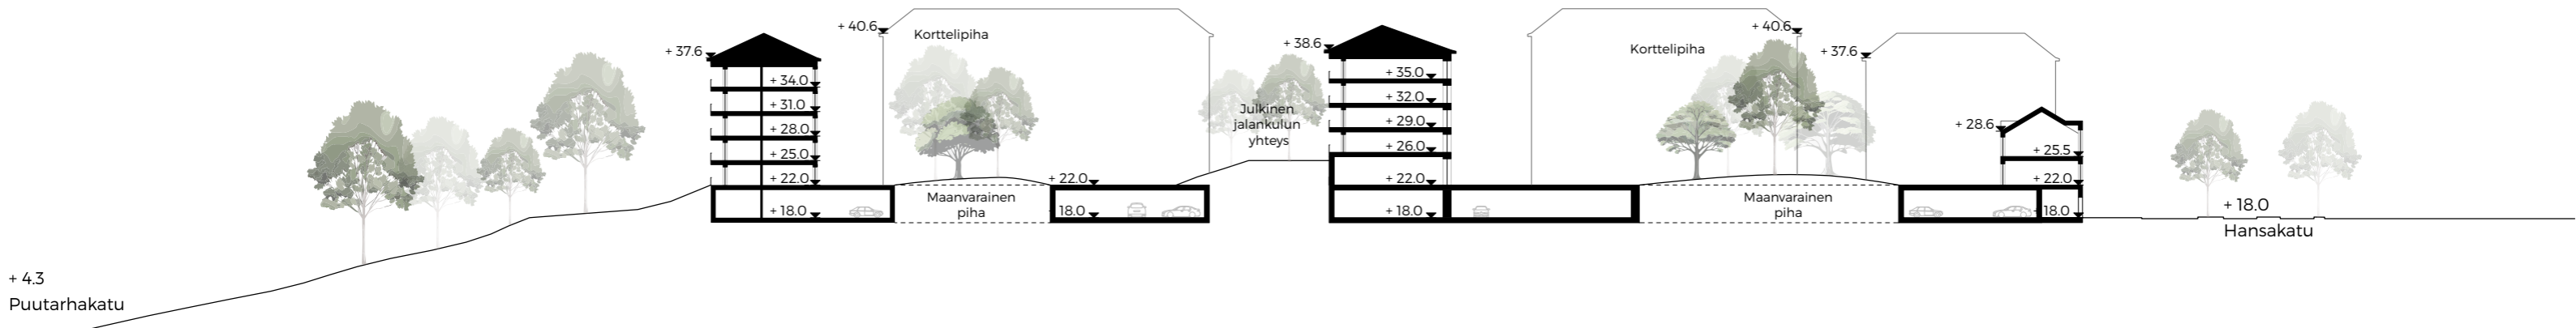 + 37.6
+ 34.0
+ 31.0
+ 28.0
+ 25.0
+ 22.0
+ 18.0
+ 40.6
Korttelipiha
Maanvarainen
piha
+ 22.0
18.0
Julkinen
jalankulun
yhteys
+ 38.6
+ 35.0
+ 32.0
+ 29.0
+ 26.0
+ 22.0
+ 18.0
Korttelipiha
+ 40.6
+ 37.6
Maanvarainen
piha
+ 28.6
+ 25.5
+ 22.0
+ 18.0
+ 18.0
Hansakatu
+ 4.3
Puutarhakatu